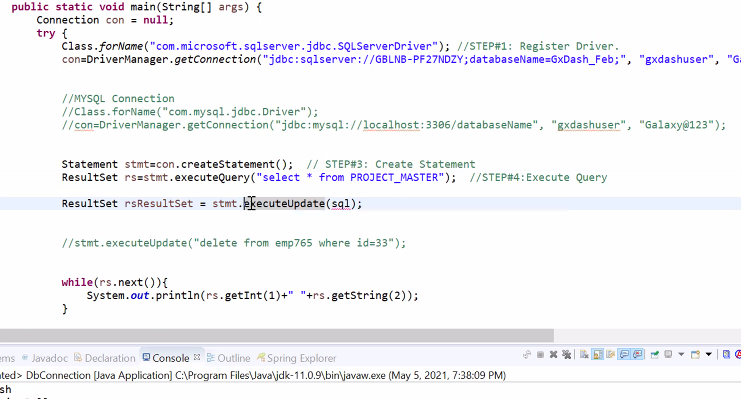 public static void main(String[] args) {
Connection con = null;
try {
Class.forName("com.microsoft.sqlserver.jdbc.SQLServerDriver"); //STEP#1: Register Driver.
con=DriverManager.getConnection("jdbc:sqlserver://GBLNB-PF27NDZY;databaseName=GxDash_Feb;", "gxdashuser", "Ga
//MYSQL Connection
//Class.forName("com.mysql.jdbc.Driver");
//con=DriverManager.getConnection("jdbc:mysql://localhost:3306/databaseName", "gxdashuser", "Galaxy@123");
Statement stmt=con.createStatement();  // STEP#3: Create Statement
ResultSet rs=stmt.executeQuery("select * from PROJECT_MASTER");  //STEP#4:Execute Query
ResultSet rsResultSet = stmt.executeUpdate(sql);
//stmt.executeUpdate("delete from emp765 where id=33");
while(rs.next()){
System.out.println(rs.getInt(1)+" "+rs.getString(2));
}
ems Javadoc Declaration Console Outline Spring Explorer
ated> DbConnection [Java Application] C:\Program Files\Java\jdk-11.0.9\bin\javaw.exe (May 5, 2021, 7:38:09 PM)
sh